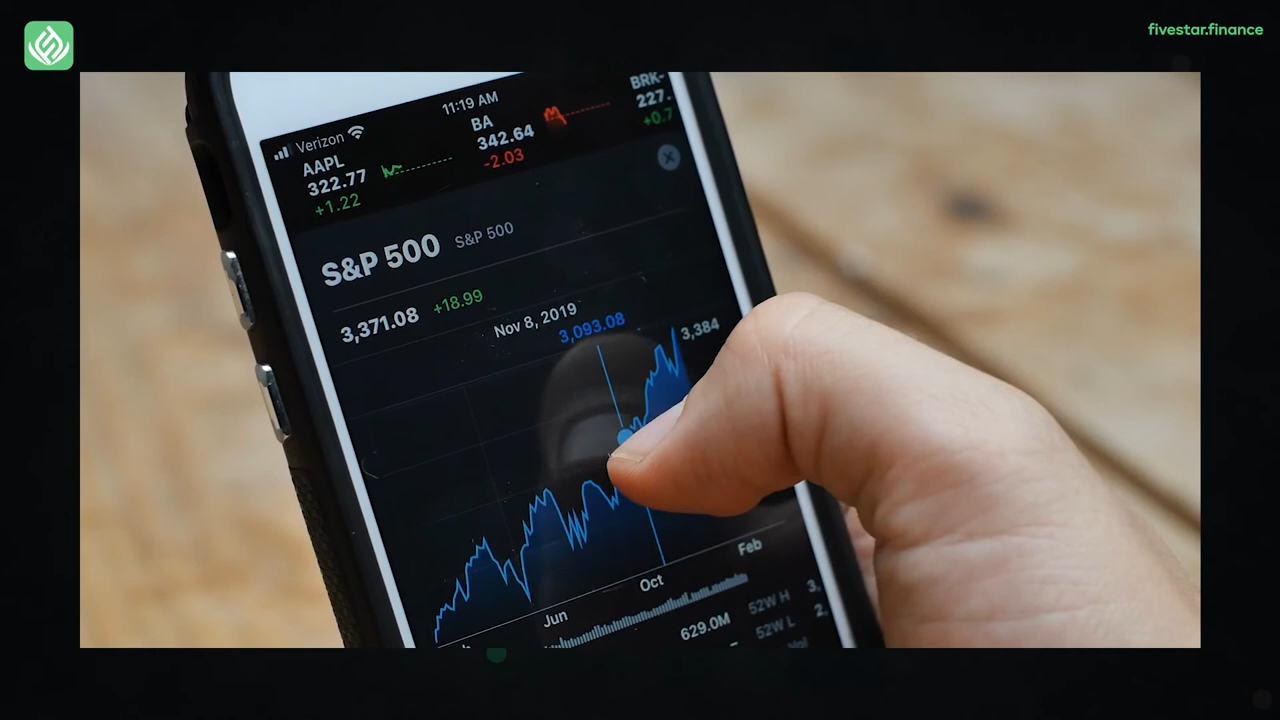 fivestar.finance
Verizon 11:19 AM
AAPL
322.77
+1.22
BA
342.64
-2.03
BRK-
227.
+0.7
S&P 500 S&P 500
3,371.08 +18.99
Nov 8, 2019
3,093.08
3,384
Jun Oct Feb
629.0M
52W H 3.
52W L 2.